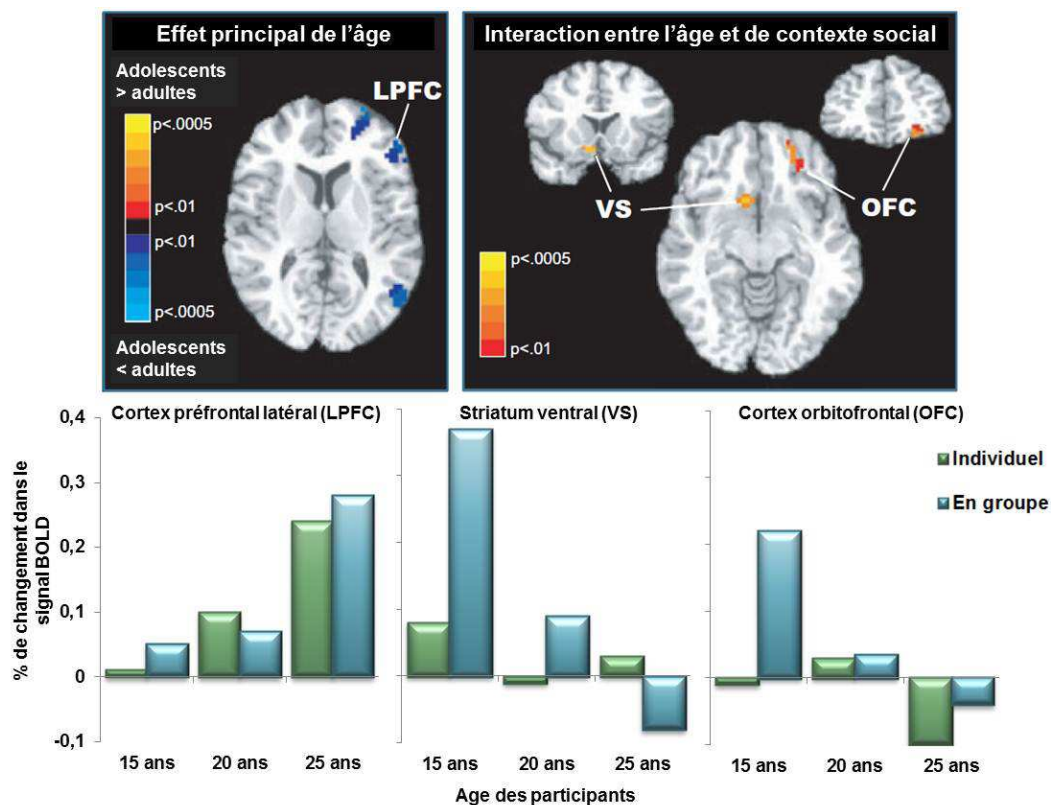 Effet principal de l'âge
Adolescents
> adultes
LPFC
p<.0005
p<.01
p<.01
p<.0005
Adolescents
< adultes
Interaction entre l'âge et de contexte social
VS
OFC
p<.0005
p<.01
Cortex préfrontal latéral (LPFC)
Striatum ventral (VS)
Cortex orbitofrontal (OFC)
% de changement dans le
signal BOLD
0,4
0,3
0,2
0,1
0
-0,1
Individuel
En groupe
15 ans 20 ans 25 ans 15 ans 20 ans 25 ans 15 ans 20 ans 25 ans
Age des participants